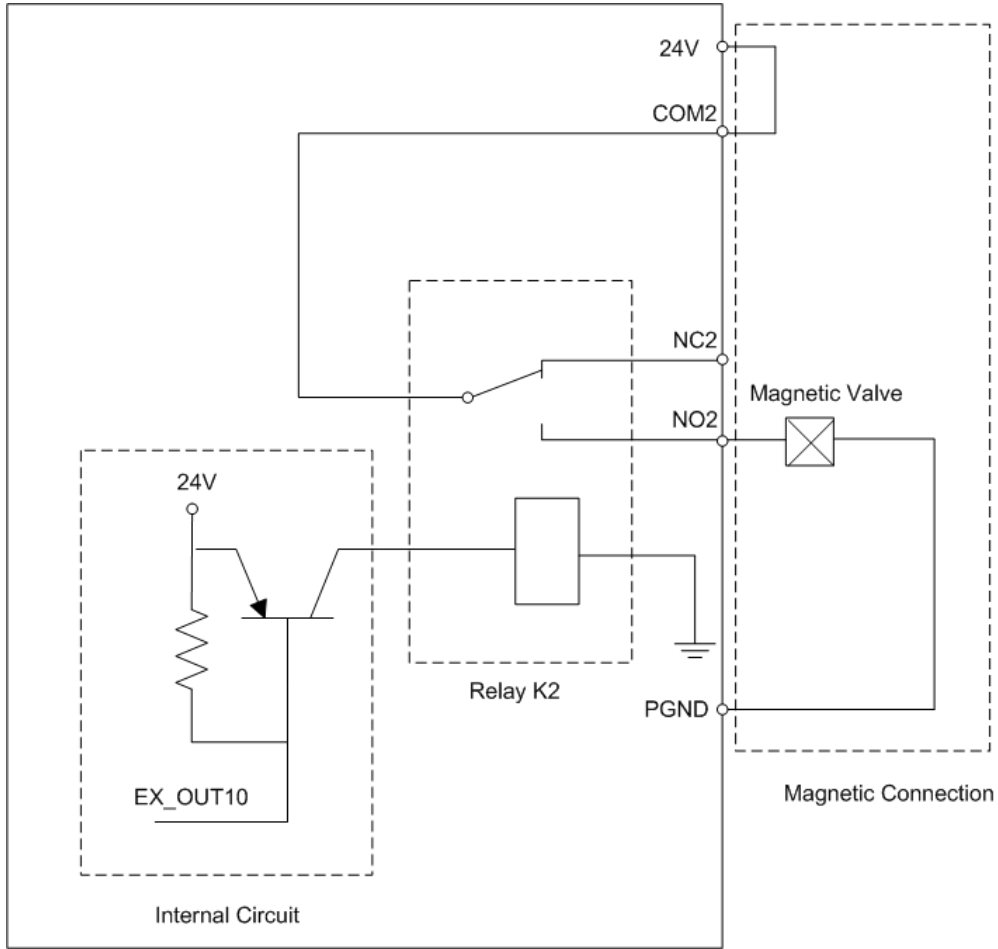 24V
COM2
NC2
Magnetic Valve
NO2
24V
Relay K2
PGND
EX_OUT10
Magnetic Connection
Internal Circuit